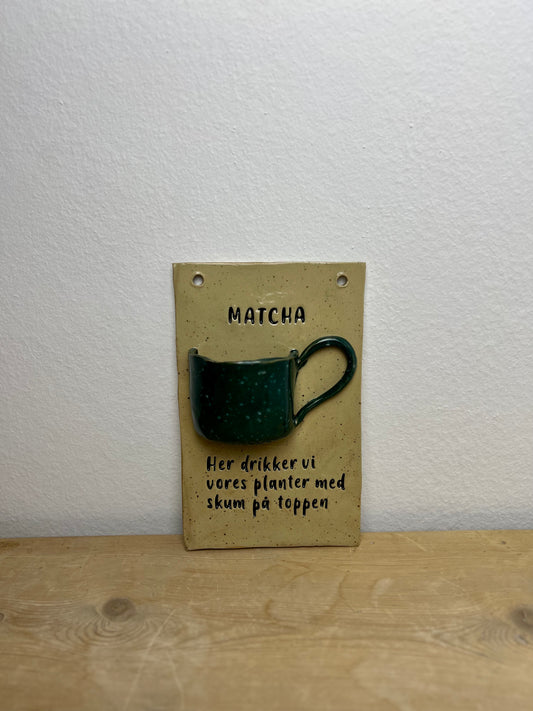 MATCHA
Her drikker vi
vores planter med
skum på toppen